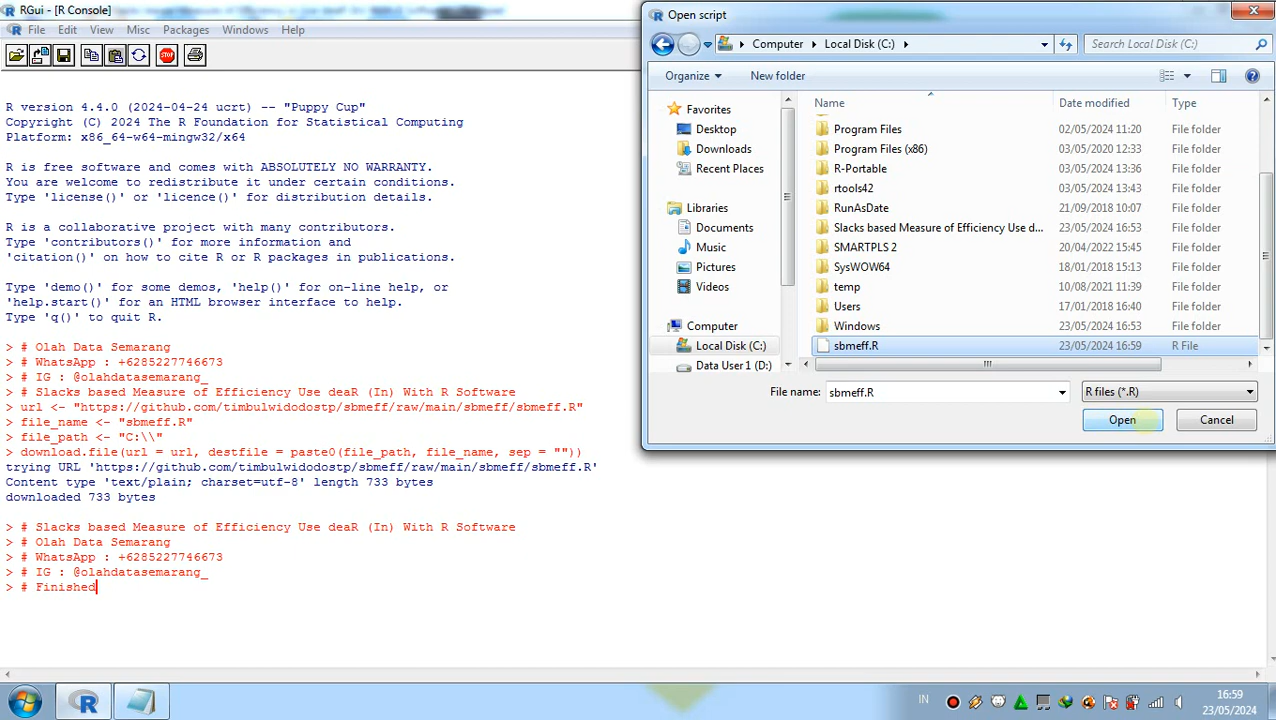 RGui - [R Console]
File Edit View Misc Packages Windows Help
STOP
R version 4.4.0 (2024-04-24 ucrt) -- "Puppy Cup"
Copyright (C) 2024 The R Foundation for Statistical Computing
Platform: x86_64-w64-mingw32/x64
R is free software and comes with ABSOLUTELY NO WARRANTY.
You are welcome to redistribute it under certain conditions.
Type 'license()' or 'licence()' for distribution details.
R is a collaborative project with many contributors.
Type 'contributors()' for more information and
'citation()' on how to cite R or R packages in publications.
Type 'demo()' for some demos, 'help()' for on-line help, or
'help.start()' for an HTML browser interface to help.
Type 'q()' to quit R.
> # Olah Data Semarang
> # WhatsApp : +6285227746673
> # IG : @olahdatasemarang_
> # Slacks based Measure of Efficiency Use deaR (In) With R Software
> url <- "https://github.com/timbulwidodostp/sbmeff/raw/main/sbmeff/sbmeff.R"
> file_name <- "sbmeff.R"
> file_path <- "C:\\"
> download.file(url = url, destfile = paste0(file_path, file_name, sep = ""))
trying URL 'https://github.com/timbulwidodostp/sbmeff/raw/main/sbmeff/sbmeff.R'
Content type 'text/plain; charset=utf-8' length 733 bytes
downloaded 733 bytes
> # Slacks based Measure of Efficiency Use deaR (In) With R Software
> # Olah Data Semarang
> # WhatsApp : +6285227746673
> # IG : @olahdatasemarang_
> # Finished
Open script
Computer Local Disk (C:)
Search Local Disk (C:)
Organize New folder
Favorites
Desktop
Downloads
Recent Places
Libraries
Documents
Music
Pictures
Videos
Computer
Local Disk (C:)
Data User 1 (D:)
Name Date modified Type
Program Files 02/05/2024 11:20 File folder
Program Files (x86) 03/05/2020 12:33 File folder
R-Portable 03/05/2024 13:36 File folder
rtools42 03/05/2024 13:43 File folder
RunAsDate 21/09/2018 10:07 File folder
Slacks based Measure of Efficiency Use d... 23/05/2024 16:59 File folder
SMARTPLS 2 20/04/2022 15:45 File folder
SysWOW64 18/01/2018 15:13 File folder
temp 10/08/2021 11:39 File folder
Users 17/01/2018 16:40 File folder
Windows 23/05/2024 16:53 File folder
sbmeff.R 23/05/2024 16:59 R File
File name: sbmeff.R R files (*.R)
Open Cancel
IN
16:59
23/05/2024